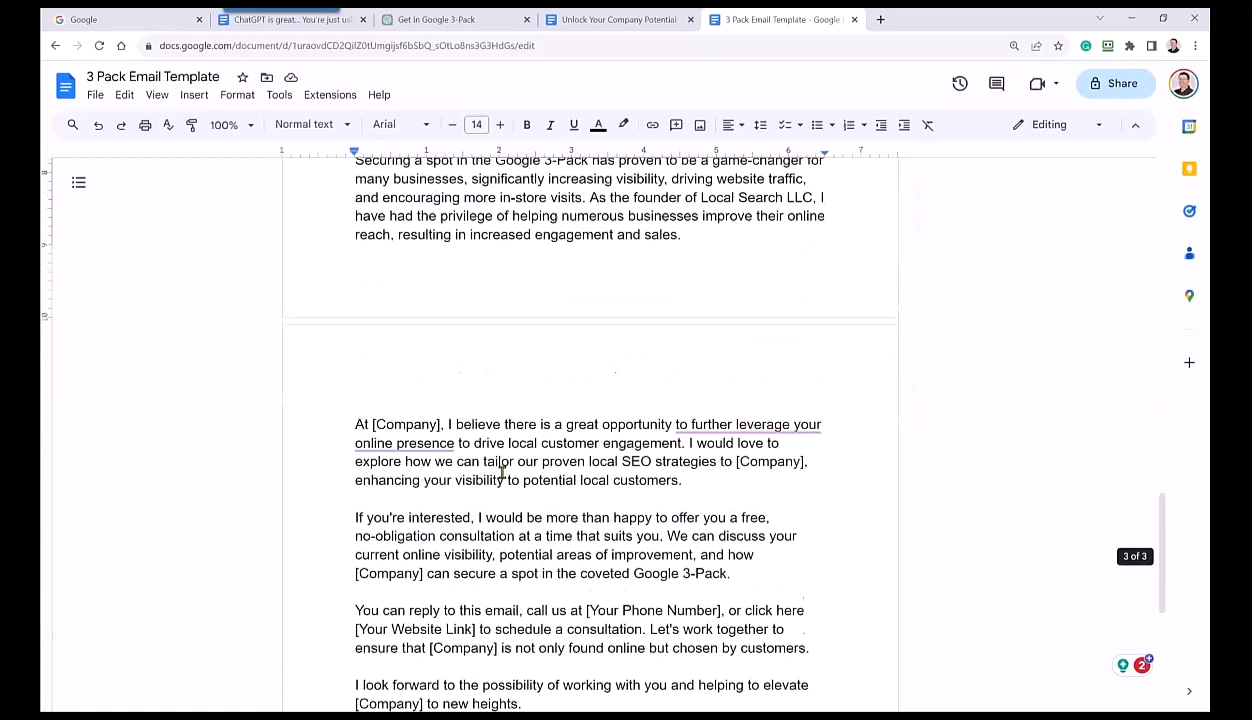 Google
ChatGPT is great... You're just usi
Get in Google 3-Pack
Unlock Your Company Potential:
3 Pack Email Template - Google
docs.google.com/document/d/1uraovdCD2QiIZ0tUmgijsf6bSbQ_sOtLo8ns3G3HdGs/edit
3 Pack Email Template
File Edit View Insert Format Tools Extensions Help
Share
100% Normal text Arial 14 B I U A Editing
1 1 2 3 4 5 6 7
Securing a spot in the Google 3-Pack has proven to be a game-changer for
many businesses, significantly increasing visibility, driving website traffic,
and encouraging more in-store visits. As the founder of Local Search LLC, I
have had the privilege of helping numerous businesses improve their online
reach, resulting in increased engagement and sales.
At [Company], I believe there is a great opportunity to further leverage your
online presence to drive local customer engagement. I would love to
explore how we can tailor our proven local SEO strategies to [Company],
enhancing your visibility to potential local customers.
If you're interested, I would be more than happy to offer you a free,
no-obligation consultation at a time that suits you. We can discuss your
current online visibility, potential areas of improvement, and how
[Company] can secure a spot in the coveted Google 3-Pack.
3 of 3
You can reply to this email, call us at [Your Phone Number], or click here
[Your Website Link] to schedule a consultation. Let's work together to
ensure that [Company] is not only found online but chosen by customers.
2
I look forward to the possibility of working with you and helping to elevate
[Company] to new heights.